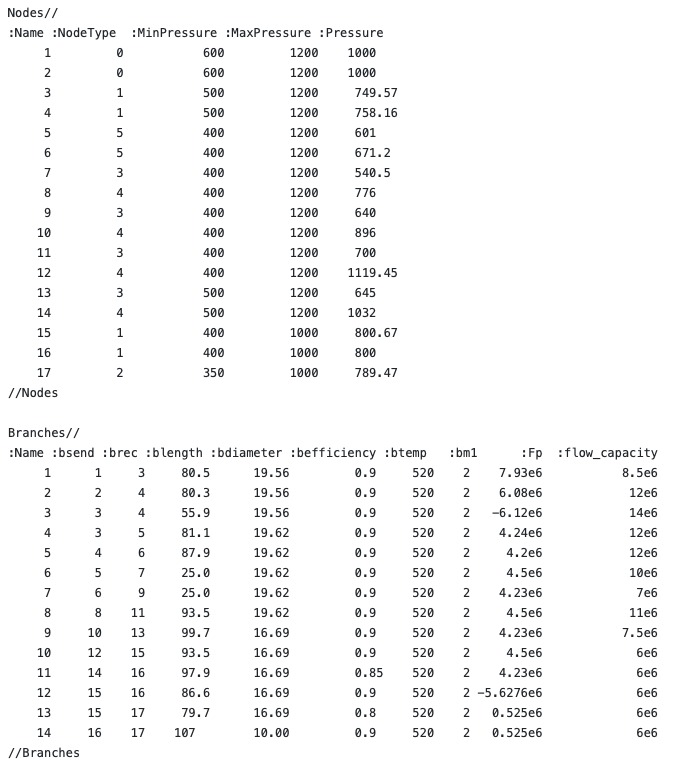 Nodes//
:Name :NodeType :MinPressure :MaxPressure :Pressure
1 0 600 1200 1000
2 0 600 1200 1000
3 1 500 1200 749.57
4 1 500 1200 758.16
5 5 400 1200 601
6 5 400 1200 671.2
7 3 400 1200 540.5
8 4 400 1200 776
9 3 400 1200 640
10 4 400 1200 896
11 3 400 1200 700
12 4 400 1200 1119.45
13 3 500 1200 645
14 4 500 1200 1032
15 1 400 1000 800.67
16 1 400 1000 800
17 2 350 1000 789.47
//Nodes
Branches//
:Name :bsend :brec :blength :bdiameter :befficiency :btemp :bm1 :Fp :flow_capacity
1 1 3 80.5 19.56 0.9 520 2 7.93e6 8.5e6
2 2 4 80.3 19.56 0.9 520 2 6.08e6 12e6
3 3 4 55.9 19.56 0.9 520 2 −6.12e6 14e6
4 3 5 81.1 19.62 0.9 520 2 4.24e6 12e6
5 4 6 87.9 19.62 0.9 520 2 4.2e6 12e6
6 5 7 25.0 19.62 0.9 520 2 4.5e6 10e6
7 6 9 25.0 19.62 0.9 520 2 4.23e6 7e6
8 8 11 93.5 19.62 0.9 520 2 4.5e6 11e6
9 10 13 99.7 16.69 0.9 520 2 4.23e6 7.5e6
10 12 15 93.5 16.69 0.9 520 2 4.5e6 6e6
11 14 16 97.9 16.69 0.85 520 2 4.23e6 6e6
12 15 16 86.6 16.69 0.9 520 2 −5.6276e6 6e6
13 15 17 79.7 16.69 0.8 520 2 0.525e6 6e6
14 16 17 107 10.00 0.9 520 2 0.525e6 6e6
//Branches